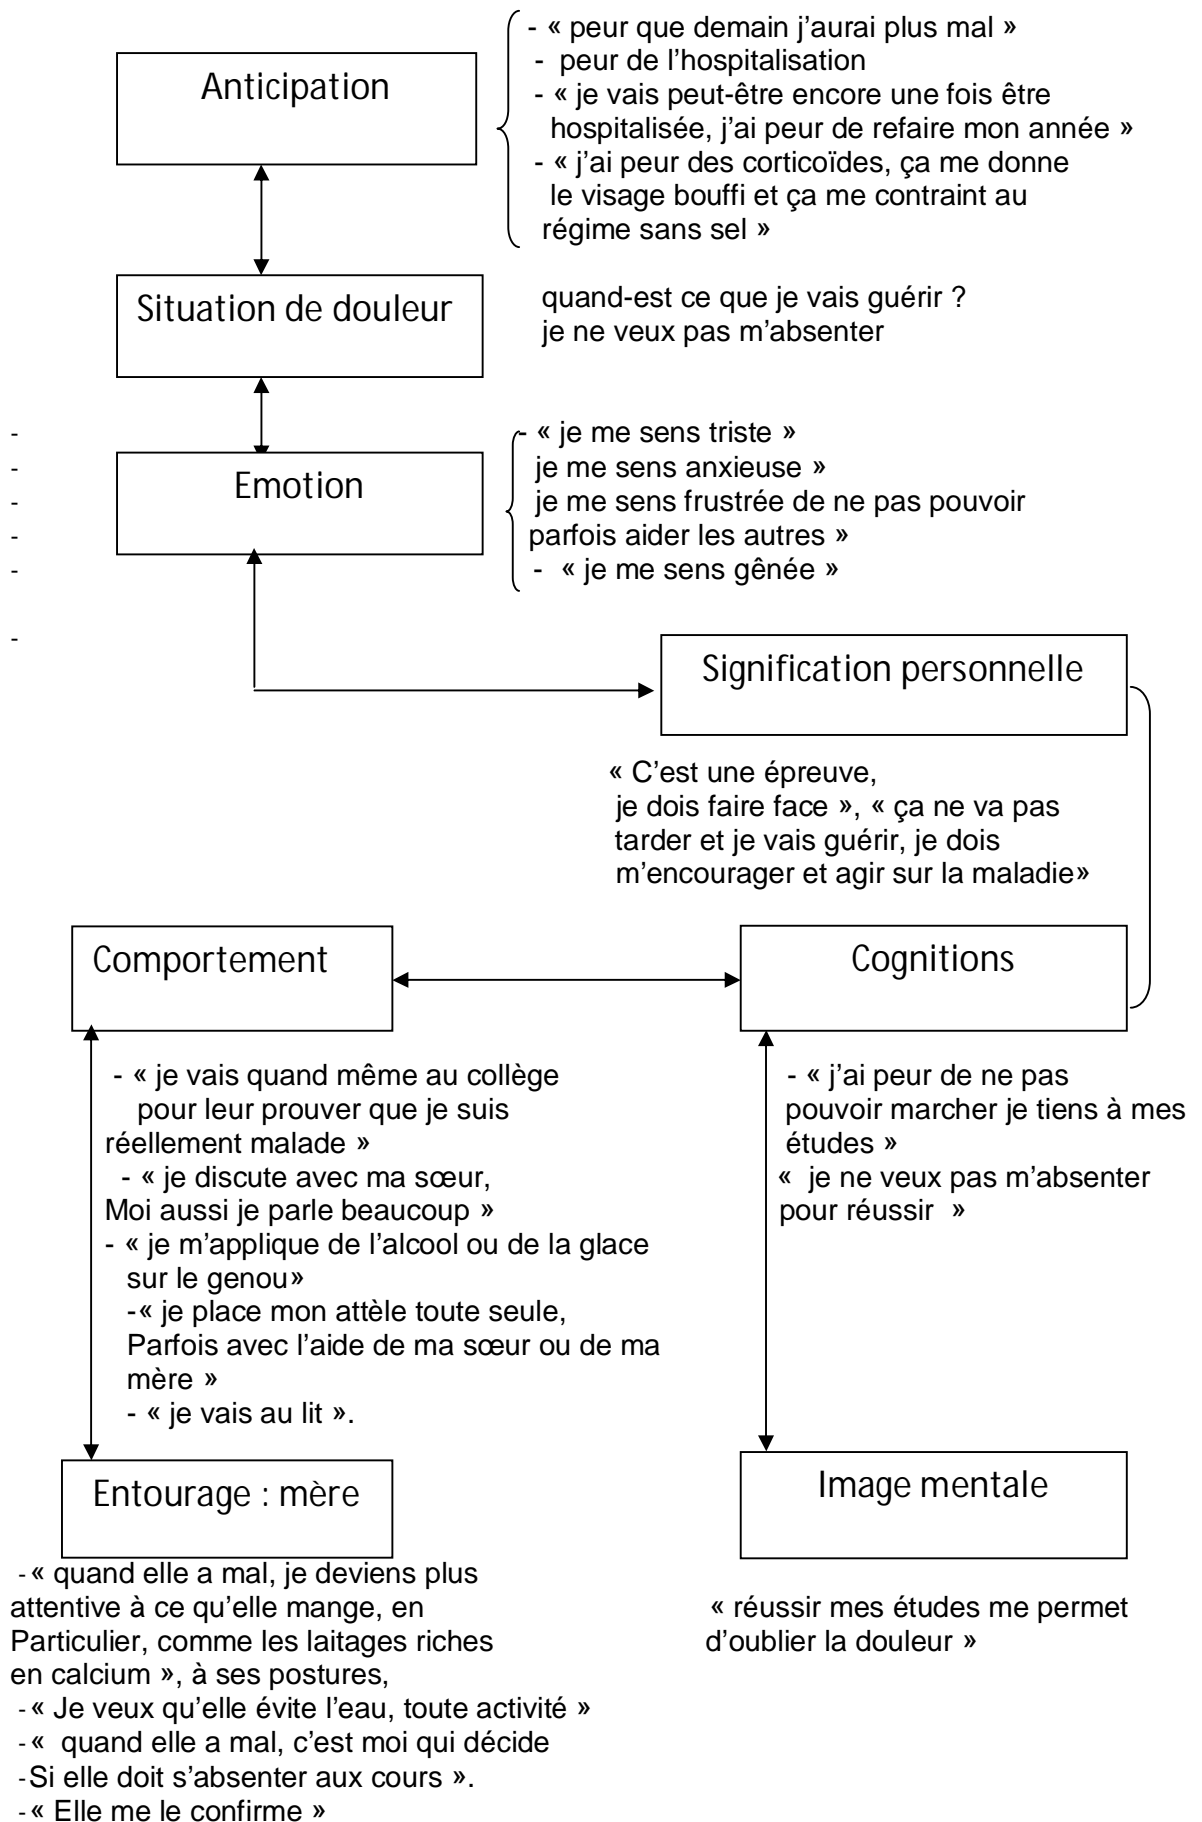 - « peur que demain j’aurai plus mal »
Anticipation
- peur de l’hospitalisation
- « je vais peut-être encore une fois être
hospitalisée, j’ai peur de refaire mon année »
- « j’ai peur des corticoïdes, ça me donne
le visage bouffi et ça me contraint au
régime sans sel »
Situation de douleur
quand-est ce que je vais guérir ?
je ne veux pas m’absenter
-
-
-
-
-
-
Emotion
- « je me sens triste »
je me sens anxieuse »
je me sens frustrée de ne pas pouvoir
parfois aider les autres »
- « je me sens gênée »
Signification personnelle
« C’est une épreuve,
je dois faire face », « ça ne va pas
tarder et je vais guérir, je dois
m’encourager et agir sur la maladie»
Comportement
Cognitions
- « je vais quand même au collège
pour leur prouver que je suis
réellement malade »
- « je discute avec ma sœur,
Moi aussi je parle beaucoup »
- « je m’applique de l’alcool ou de la glace
sur le genou»
-« je place mon attèle toute seule,
Parfois avec l’aide de ma sœur ou de ma
mère »
- « je vais au lit ».
- « j’ai peur de ne pas
pouvoir marcher je tiens à mes
études »
« je ne veux pas m’absenter
pour réussir »
Entourage : mère
Image mentale
-« quand elle a mal, je deviens plus
attentive à ce qu’elle mange, en
Particulier, comme les laitages riches
en calcium », à ses postures,
-« Je veux qu’elle évite l’eau, toute activité »
-« quand elle a mal, c’est moi qui décide
-Si elle doit s’absenter aux cours ».
-« Elle me le confirme »
« réussir mes études me permet
d’oublier la douleur »